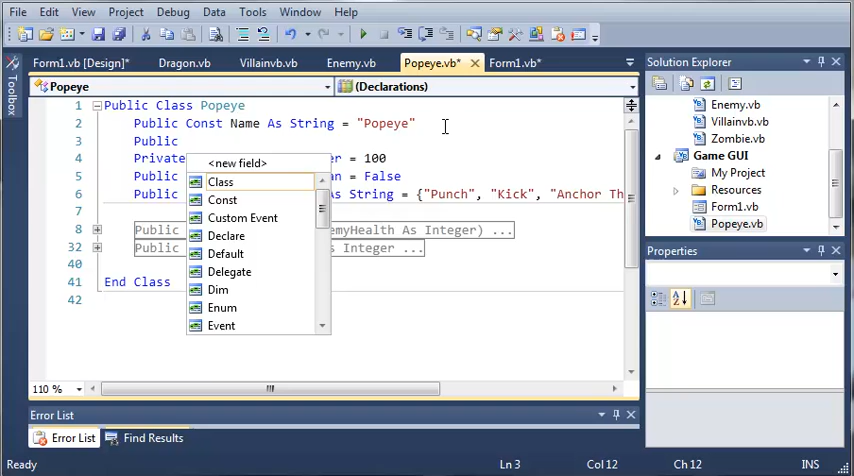 File Edit View Project Debug Data Tools Window Help
Form1.vb [Design]* Dragon.vb Villainvb.vb Enemy.vb Popeye.vb* Form1.vb*
Toolbox
Popeye (Declarations)
1 Public Class Popeye
2 Public Const Name As String = "Popeye"
3 Public
4 Private er = 100
5 Public an = False
6 Public As String = {"Punch", "Kick", "Anchor Th
7
8 Public emyHealth As Integer) ...
32 Public s Integer ...
40
41 End Class
42
<new field>
Class
Const
Custom Event
Declare
Default
Delegate
Dim
Enum
Event
110 %
Solution Explorer
Enemy.vb
Villainvb.vb
Zombie.vb
Game GUI
My Project
Resources
Form1.vb
Popeye.vb
Properties
Error List
Error List Find Results
Ready Ln 3 Col 12 Ch 12 INS